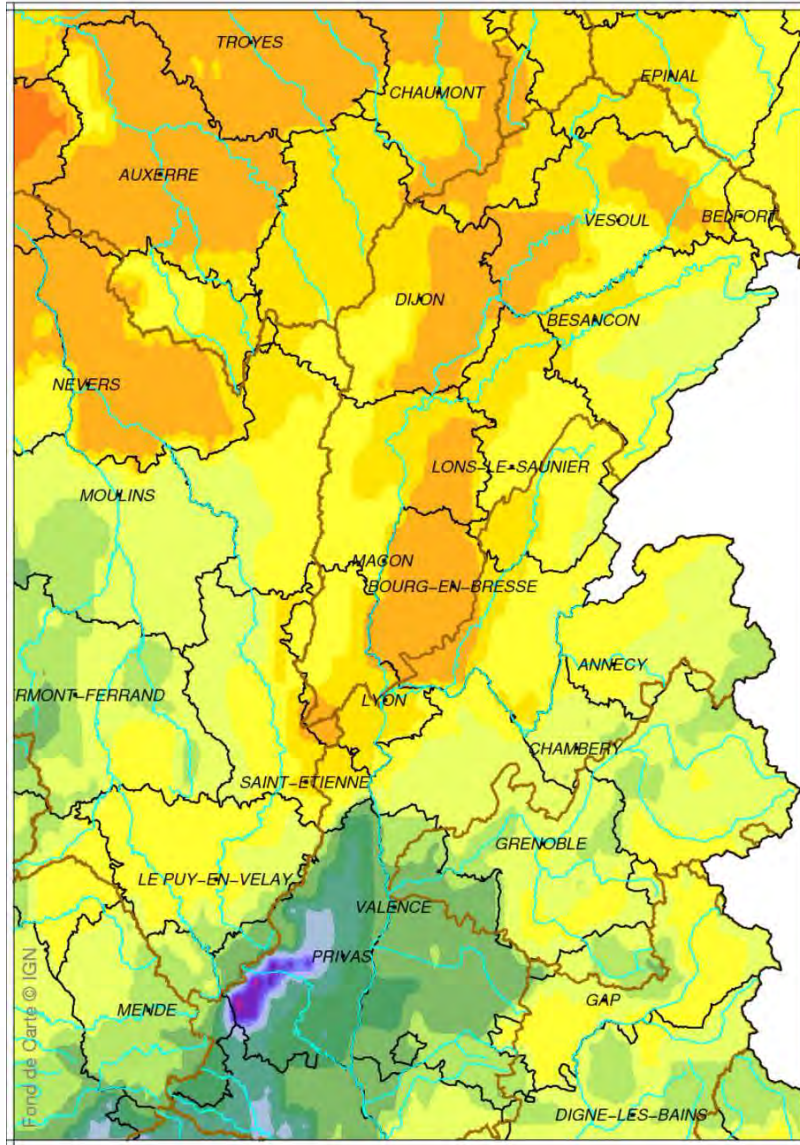 TROYES
EPINAL
CHAUMONT
AUXERRE
VESOUL
BELFORT
DIJON
BESANCON
NEVERS
LONS-LE-SAUNIER
MOULINS
MACON
BOURG-EN-BRESSE
ANNECY
RMONT-FERRAND
LYON
CHAMBERY
SAINT-ETIENNE
GRENOBLE
LE PUY-EN-VELAY
VALENCE
PRIVAS
GAP
MENDE
DIGNE-LES-BAINS
Fond de Carte © IGN